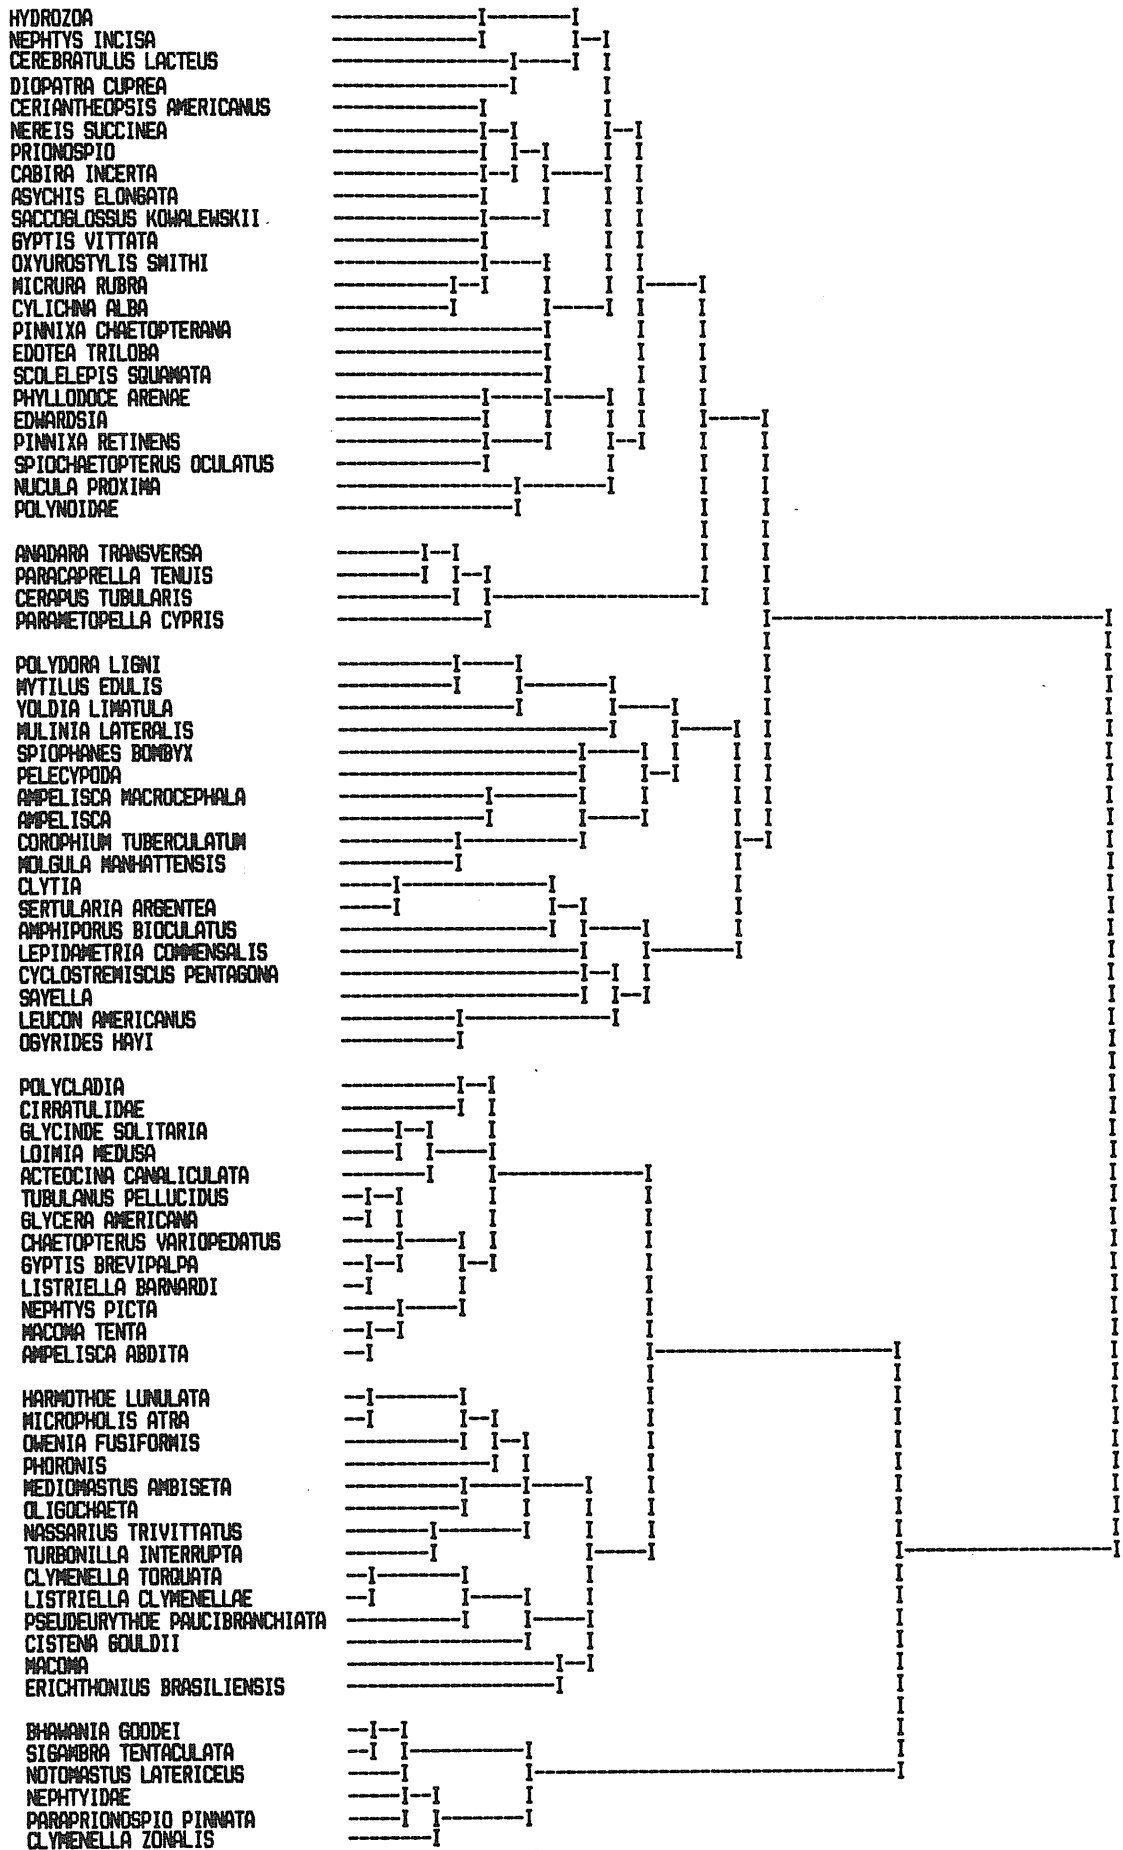 HYDROZOA
NEPHTYS INCISA
CEREBRATULUS LACTEUS
DIOPATRA CUPREA
CERIANTHEOPSIS AMERICANUS
NEREIS SUCCINEA
PRIONOSPIO
CABIRA INCERTA
ASYCHIS ELONGATA
SACCOGLOSSUS KOWALEWSKII
GYPTIS VITTATA
OXYUROSTYLIS SMITHI
MICRURA RUBRA
CYLICHNA ALBA
PINNIXA CHAETOPTERANA
EDOTEA TRILOBA
SCOLELEPIS SQUAMATA
PHYLLODOCE ARENAE
EDWARDSIA
PINNIXA RETINENS
SPIOCHAETOPTERUS OCULATUS
NUCULA PROXIMA
POLYNOIDAE
ANADARA TRANSVERSA
PARACAPRELLA TENUIS
CERAPUS TUBULARIS
PARAMETOPELLA CYPRIS
POLYDORA LIGNI
MYTILUS EDULIS
YOLDIA LIMATULA
MULINIA LATERALIS
SPIOPHANES BOMBYX
PELECYPODA
AMPELISCA MACROCEPHALA
AMPELISCA
COROPHIUM TUBERCULATUM
MOLGULA MANHATTENSIS
CLYTIA
SERTULARIA ARGENTEA
AMPHIPORUS BIOCULATUS
LEPIDAMETRIA COMMENSALIS
CYCLOSTREMISCUS PENTAGONA
SAYELLA
LEUCON AMERICANUS
OGYRIDES HAYI
POLYCLADIA
CIRRATULIDAE
GLYCINDE SOLITARIA
LOIMIA MEDUSA
ACTEOCINA CANALICULATA
TUBULANUS PELLUCIDUS
GLYCERA AMERICANA
CHAETOPTERUS VARIOPEDATUS
GYPTIS BREVIPALPA
LISTRIELLA BARNARDI
NEPHTYS PICTA
MACOMA TENTA
AMPELISCA ABDITA
HARMOTHOE LUNULATA
MICROPHOLIS ATRA
OWENIA FUSIFORMIS
PHORONIS
MEDIOMASTUS AMBISETA
OLIGOCHAETA
NASSARIUS TRIVITTATUS
TURBONILLA INTERRUPTA
CLYMENELLA TORQUATA
LISTRIELLA CLYMENELLAE
PSEUDEURYTHOE PAUCIBRANCHIATA
CISTENA GOULDII
MACOMA
ERICHTHONIUS BRASILIENSIS
BHAWANIA GOODEI
SIGAMBRA TENTACULATA
NOTOMASTUS LATERICEUS
NEPHTYIDAE
PARAPRIONOSPIO PINNATA
CLYMENELLA ZONALIS